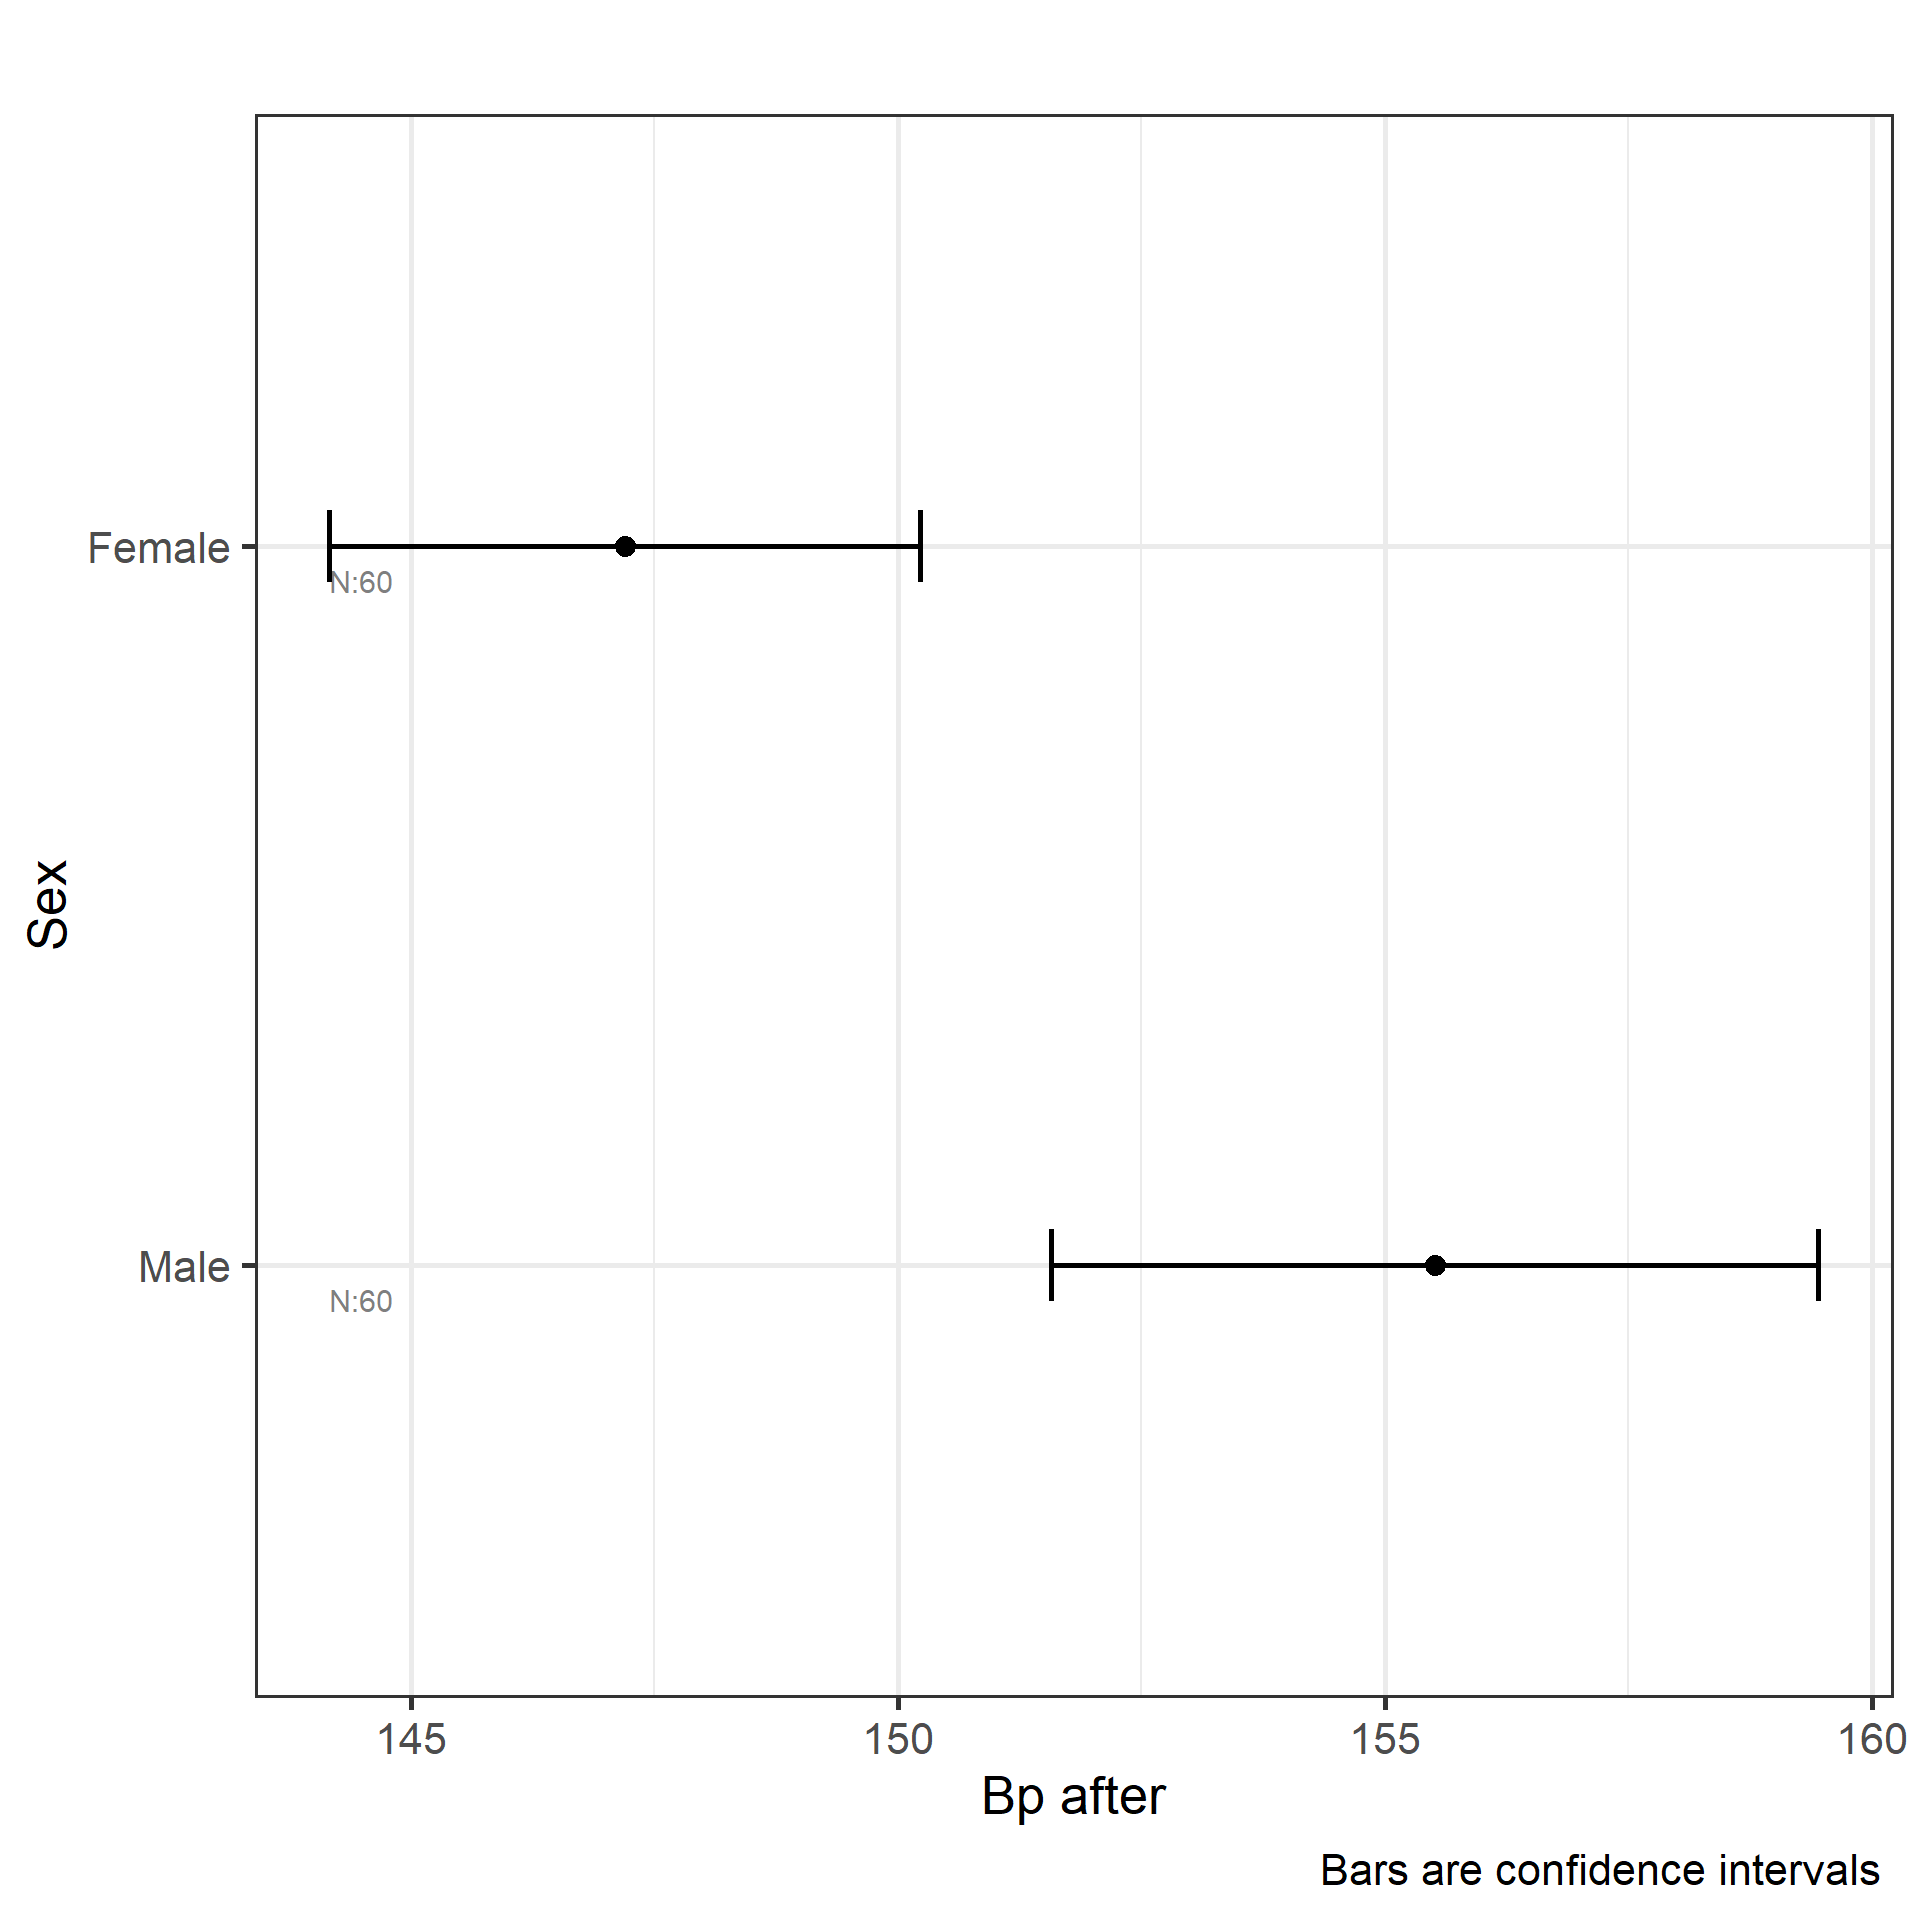 Sex
Female
N:60
Male
N:60
145 150 155 160
Bp after
Bars are confidence intervals